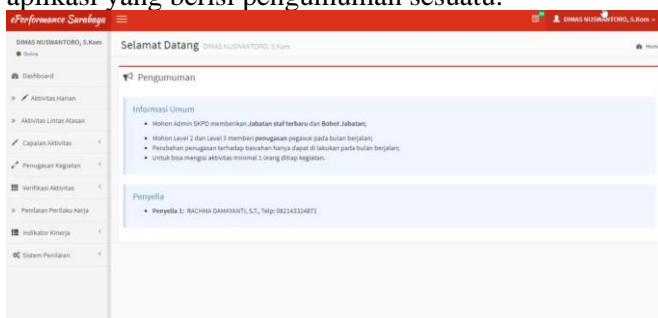 aplikasi yang berisi pengumuman sesuatu.
ePerformance Surabaya
DIMAS NUSWANTORO, S.Kom
DIMAS NUSWANTORO, S.Kom
Online
Selamat Datang DIMAS NUSWANTORO, S.Kom
Home
Dashboard
Aktivitas Harian
Aktivitas Lintas Atasan
Capaian Aktivitas
Penugasan Kegiatan
Verifikasi Aktivitas
Penilaian Perilaku Kerja
Indikator Kinerja
Sistem Penilaian
Pengumuman
Informasi Umum
Mohon Admin SKPD memberikan Jabatan staf terbaru dan Bobot Jabatan;
Mohon Level 2 dan Level 3 memberi penugasan pegawai pada bulan berjalan;
Perubahan penugasan terhadap bawahan hanya dapat di lakukan pada bulan berjalan;
Untuk bisa mengisi aktivitas minimal 1 orang ditiap kegiatan.
Penyelia
Penyelia 1: RACHMA DAMAYANTI, S.T., Telp: 082143324871